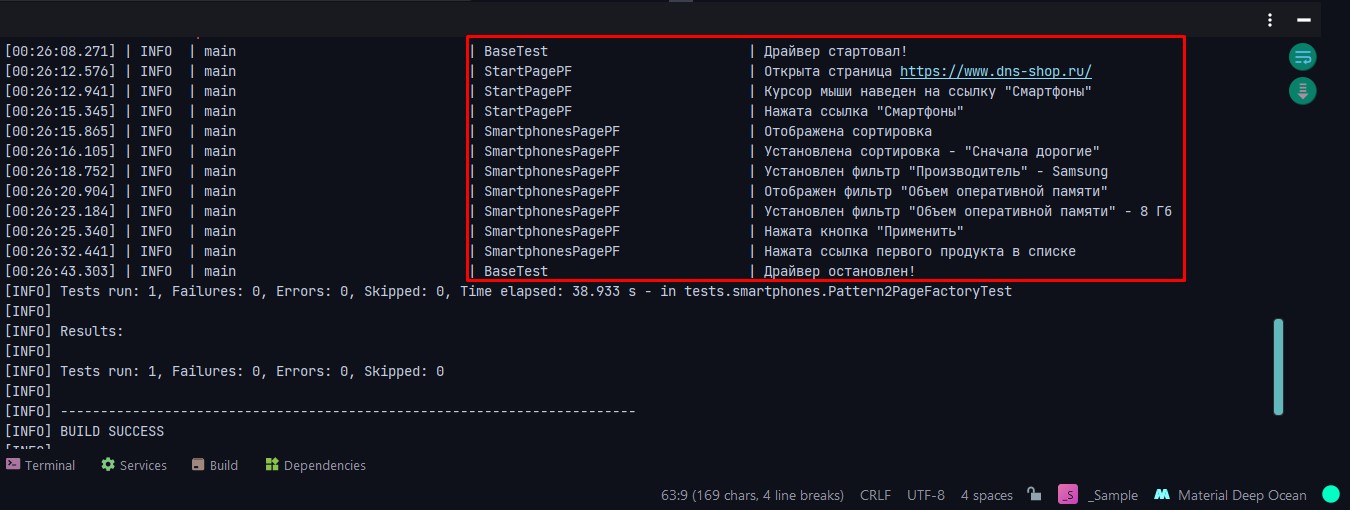 [00:26:08.271] | INFO  | main | BaseTest | Драйвер стартовал!
[00:26:12.576] | INFO  | main | StartPagePF | Открыта страница https://www.dns-shop.ru/
[00:26:12.941] | INFO  | main | StartPagePF | Курсор мыши наведен на ссылку "Смартфоны"
[00:26:15.345] | INFO  | main | StartPagePF | Нажата ссылка "Смартфоны"
[00:26:15.865] | INFO  | main | SmartphonesPagePF | Отображена сортировка
[00:26:16.105] | INFO  | main | SmartphonesPagePF | Установлена сортировка - "Сначала дорогие"
[00:26:18.752] | INFO  | main | SmartphonesPagePF | Установлен фильтр "Производитель" - Samsung
[00:26:20.904] | INFO  | main | SmartphonesPagePF | Отображен фильтр "Объем оперативной памяти"
[00:26:23.184] | INFO  | main | SmartphonesPagePF | Установлен фильтр "Объем оперативной памяти" - 8 Гб
[00:26:25.340] | INFO  | main | SmartphonesPagePF | Нажата кнопка "Применить"
[00:26:32.441] | INFO  | main | SmartphonesPagePF | Нажата ссылка первого продукта в списке
[00:26:43.303] | INFO  | main | BaseTest | Драйвер остановлен!
[INFO] Tests run: 1, Failures: 0, Errors: 0, Skipped: 0, Time elapsed: 38.933 s - in tests.smartphones.Pattern2PageFactoryTest
[INFO]
[INFO] Results:
[INFO]
[INFO] Tests run: 1, Failures: 0, Errors: 0, Skipped: 0
[INFO]
[INFO] ------------------------------------------------------------------------
[INFO] BUILD SUCCESS
[INFO]
Terminal Services Build Dependencies
63:9 (169 chars, 4 line breaks) CRLF UTF-8 4 spaces _S _Sample Material Deep Ocean